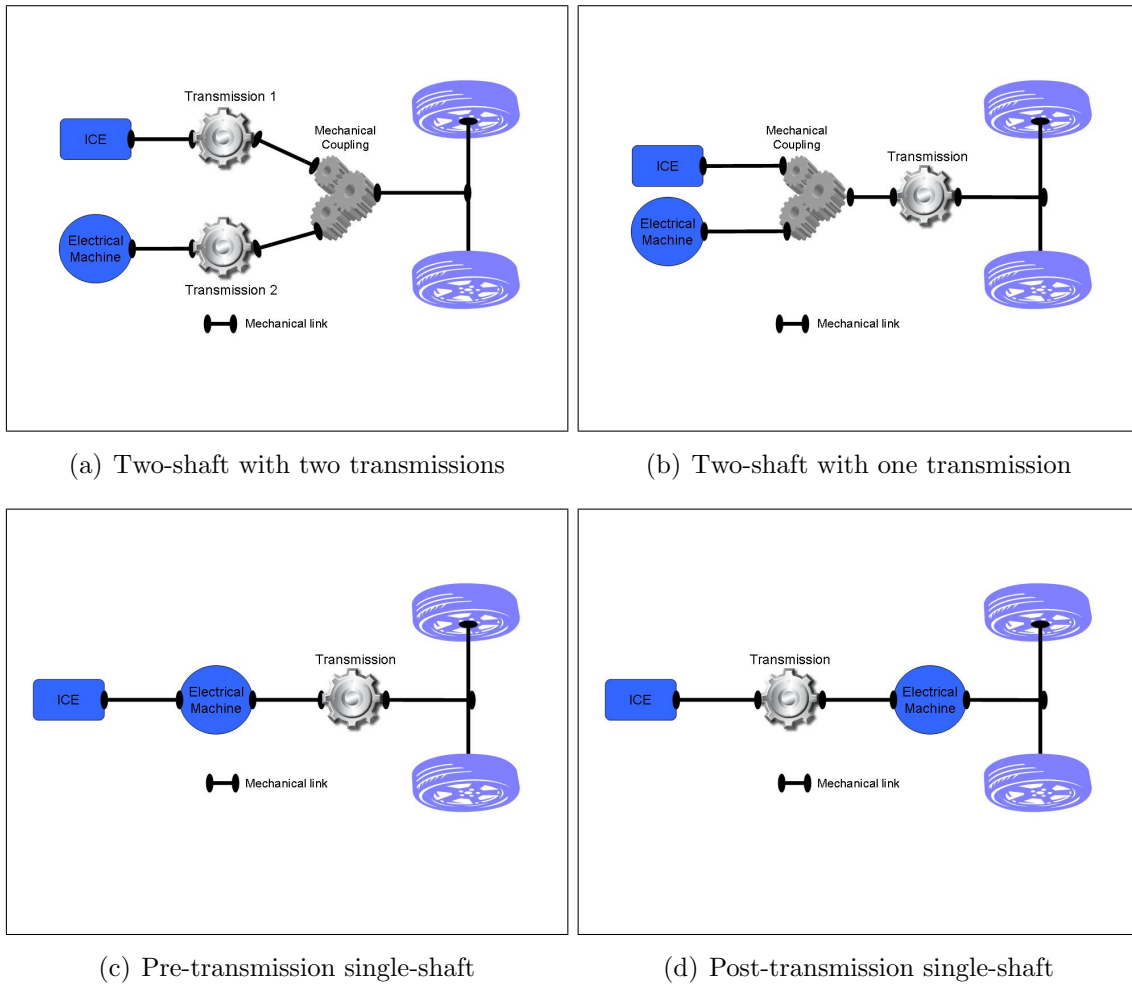 Transmission 1
ICE
Mechanical
Coupling
Electrical
Machine
Transmission 2
Mechanical link
(a) Two-shaft with two transmissions
Mechanical
Coupling
ICE
Transmission
Electrical
Machine
Mechanical link
(b) Two-shaft with one transmission
Transmission
ICE
Electrical
Machine
Mechanical link
(c) Pre-transmission single-shaft
Transmission
ICE
Electrical
Machine
Mechanical link
(d) Post-transmission single-shaft